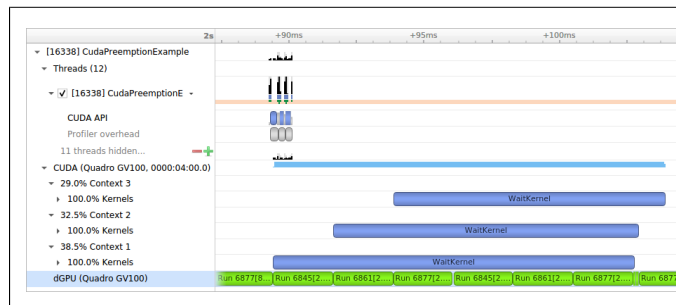 2s +90ms +95ms +100ms
[16338] CudaPreemptionExample
Threads (12)
[16338] CudaPreemptionE
CUDA API
Profiler overhead
11 threads hidden...
CUDA (Quadro GV100, 0000:04:00.0)
29.0% Context 3
100.0% Kernels WaitKernel
32.5% Context 2
100.0% Kernels WaitKernel
38.5% Context 1
100.0% Kernels WaitKernel
dGPU (Quadro GV100) Run 6877[8... Run 6845[2.... Run 6861[2.... Run 6877[2.... Run 6845[2.... Run 6861[2.... Run 6877[2.... Run 6877